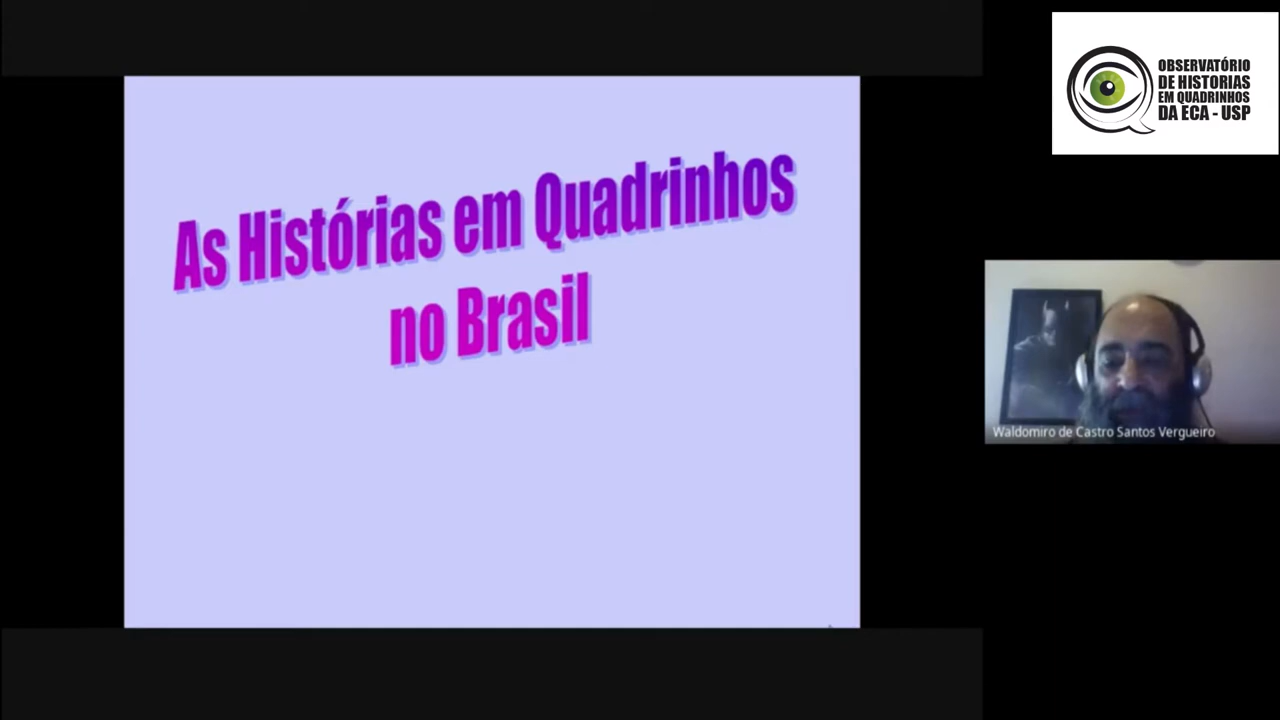 As Histórias em Quadrinhos
no Brasil
OBSERVATÓRIO
DE HISTORIAS
EM QUADRINHOS
DA ECA - USP
Waldomiro de Castro Santos Vergueiro